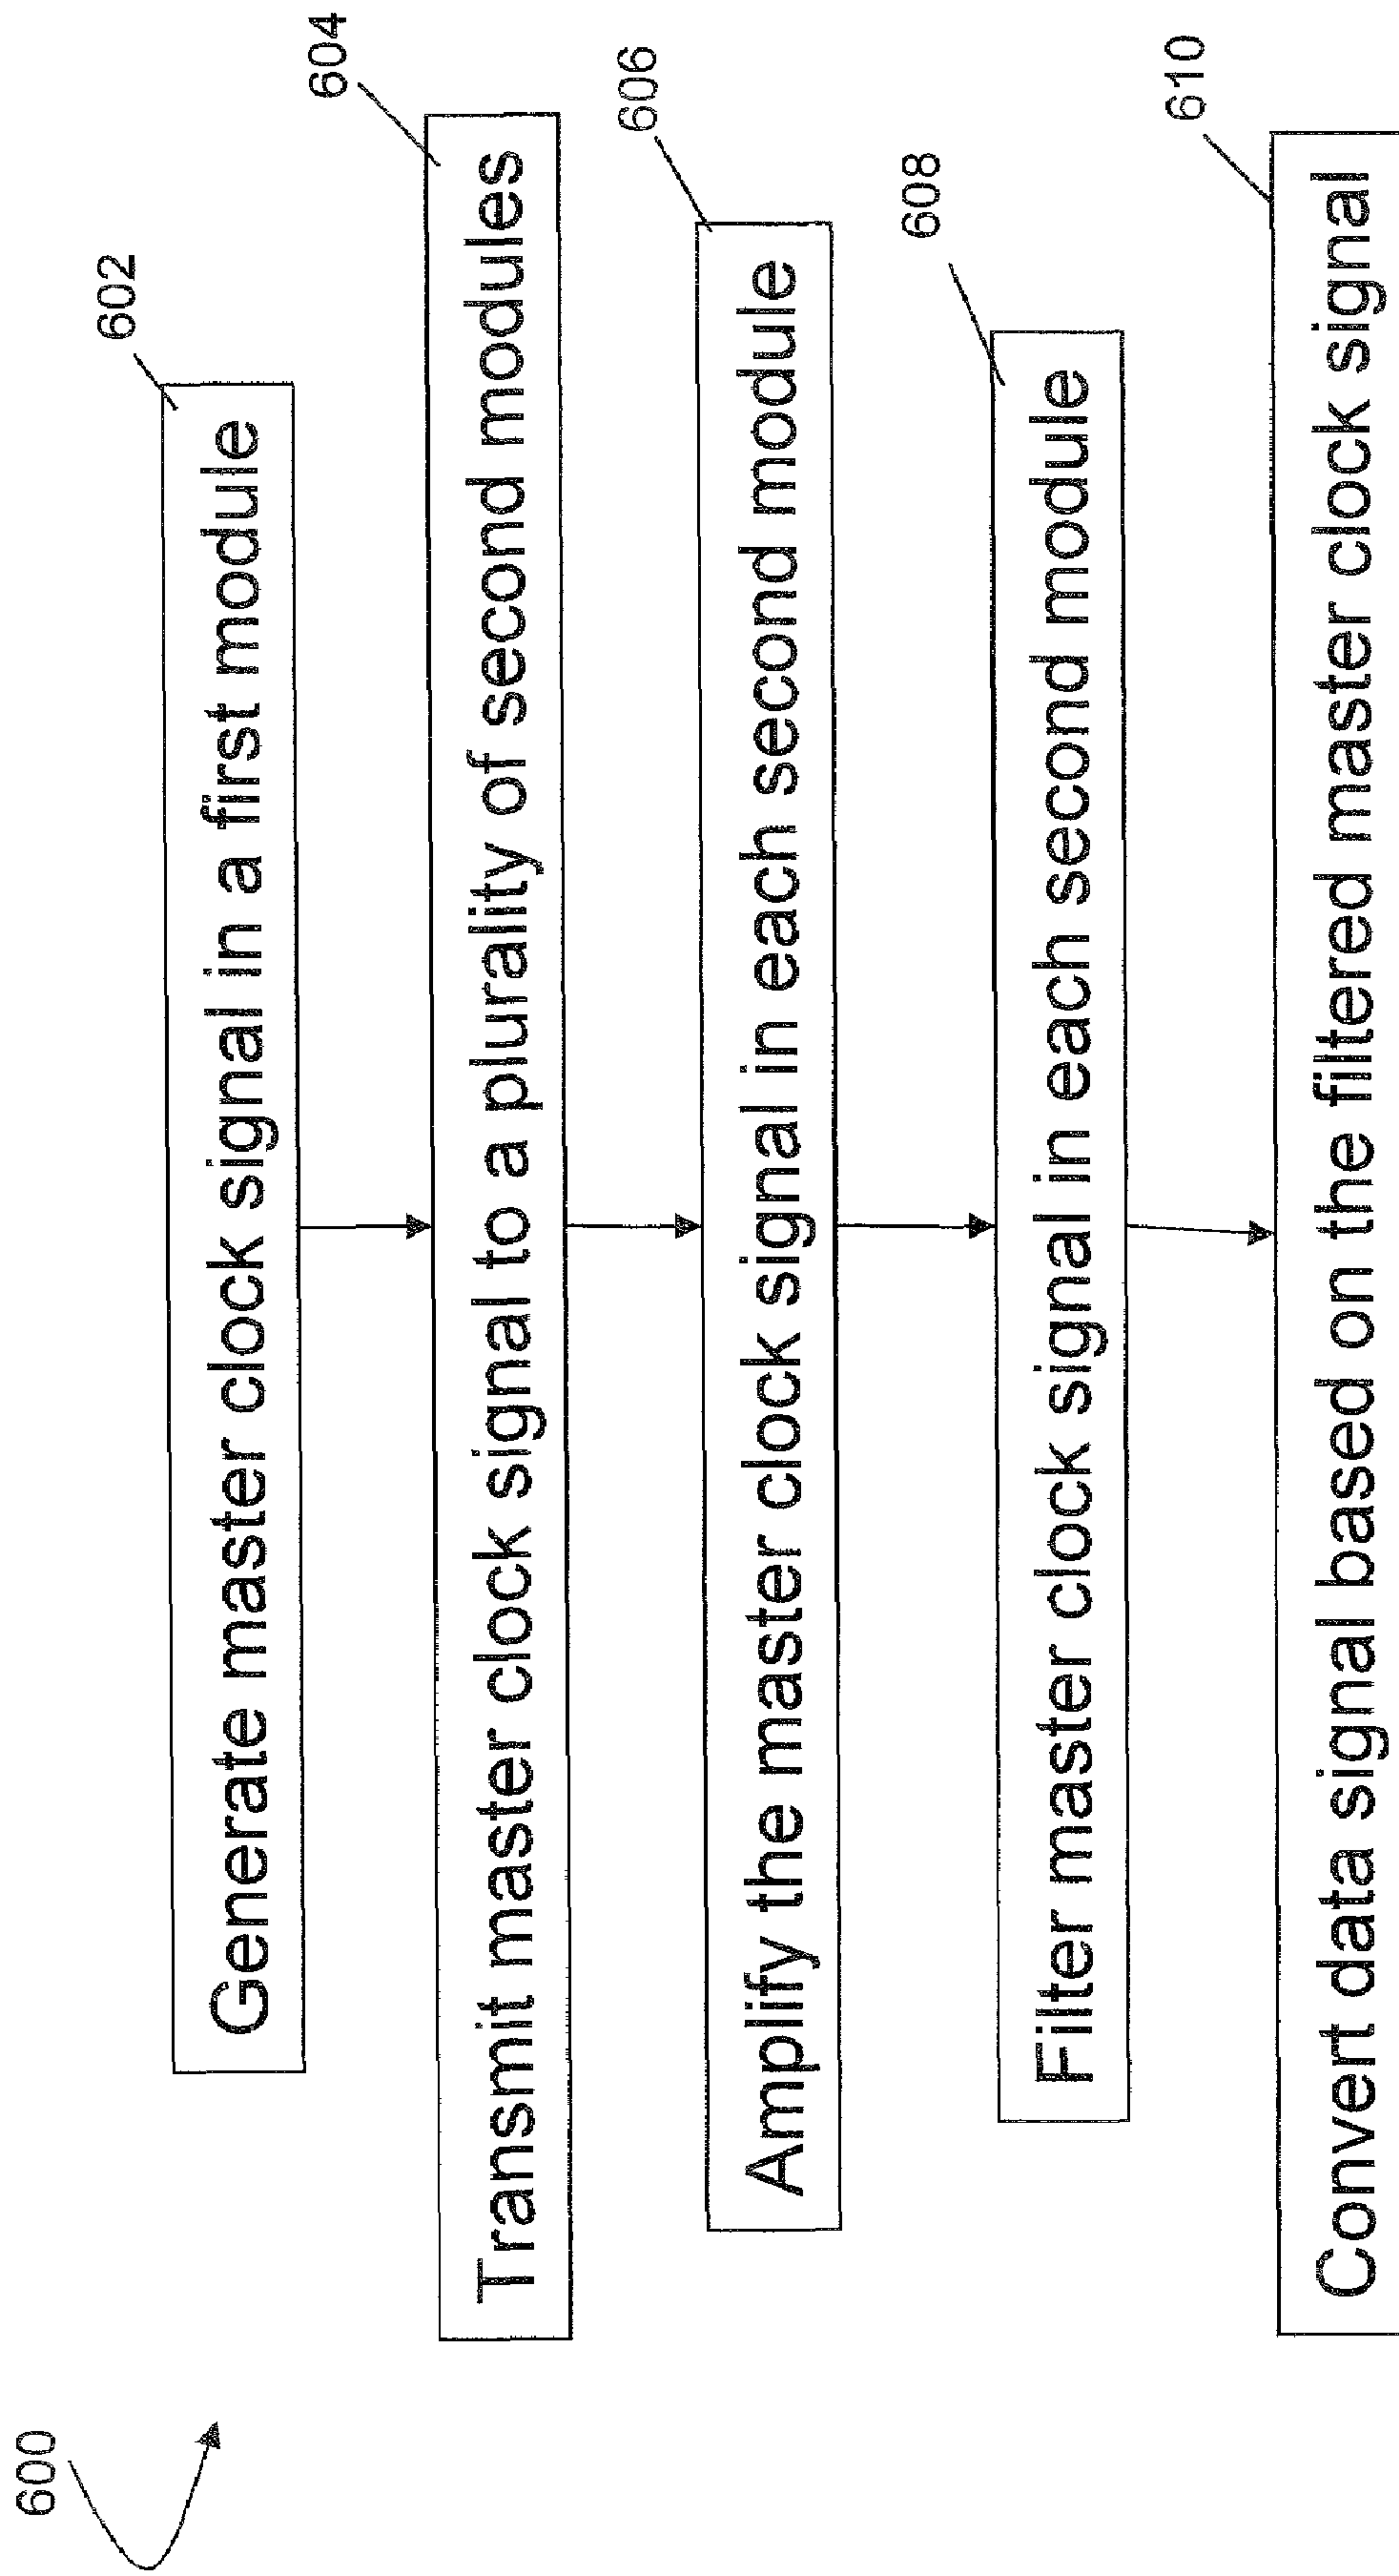 600
602
Generate master clock signal in a first module
604
Transmit master clock signal to a plurality of second modules
606
Amplify the master clock signal in each second module
608
Filter master clock signal in each second module
610
Convert data signal based on the filtered master clock signal